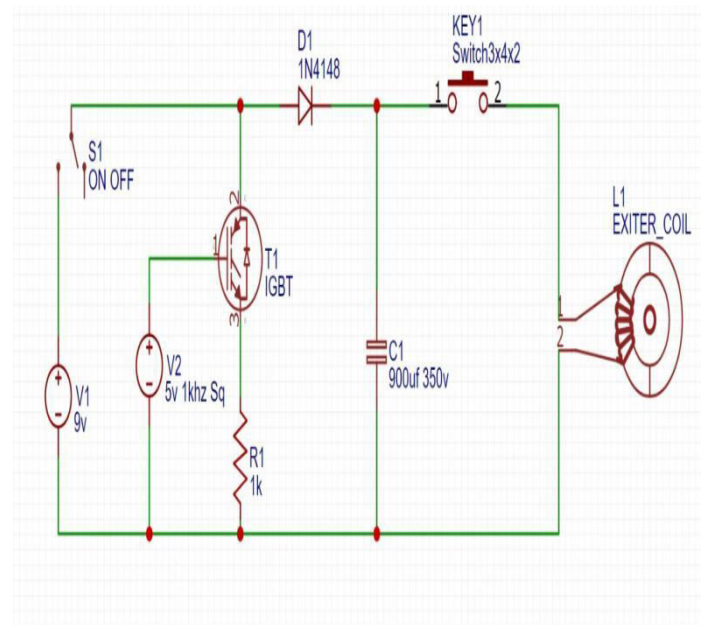 KEY1
Switch3x4x2
1 2
D1
1N4148
S1
ON OFF
2
1
T1
IGBT
3
L1
EXITER_COIL
1
2
V1
9v
V2
5v 1khz Sq
C1
900uf 350v
R1
1k